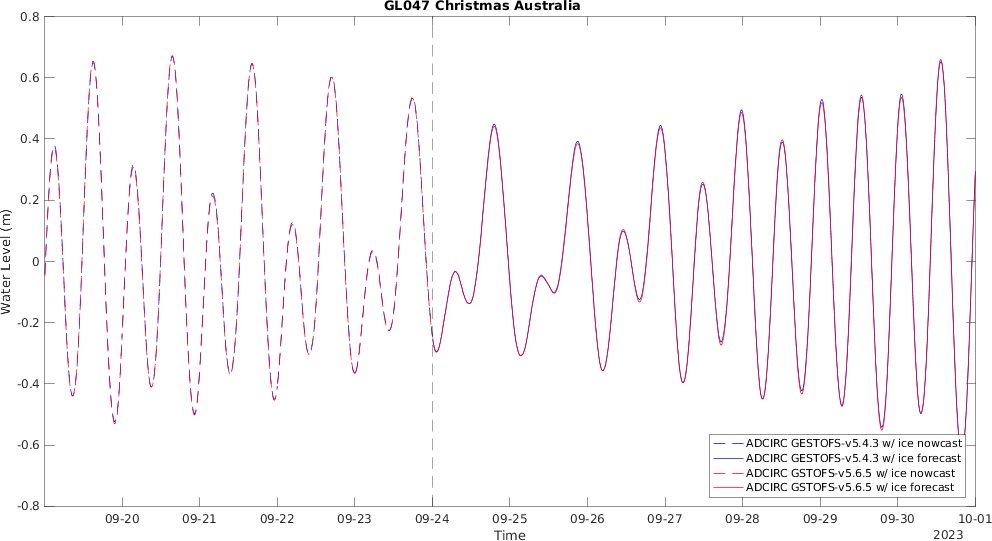 GL047 Christmas Australia
Water Level (m)
0.8
0.6
0.4
0.2
0
-0.2
-0.4
-0.6
-0.8
ADCIRC GESTOFS-v5.4.3 w/ ice nowcast
ADCIRC GESTOFS-v5.4.3 w/ ice forecast
ADCIRC GSTOFS-v5.6.5 w/ ice nowcast
ADCIRC GSTOFS-v5.6.5 w/ ice forecast
09-20 09-21 09-22 09-23 09-24 09-25 09-26 09-27 09-28 09-29 09-30 10-01
Time
2023